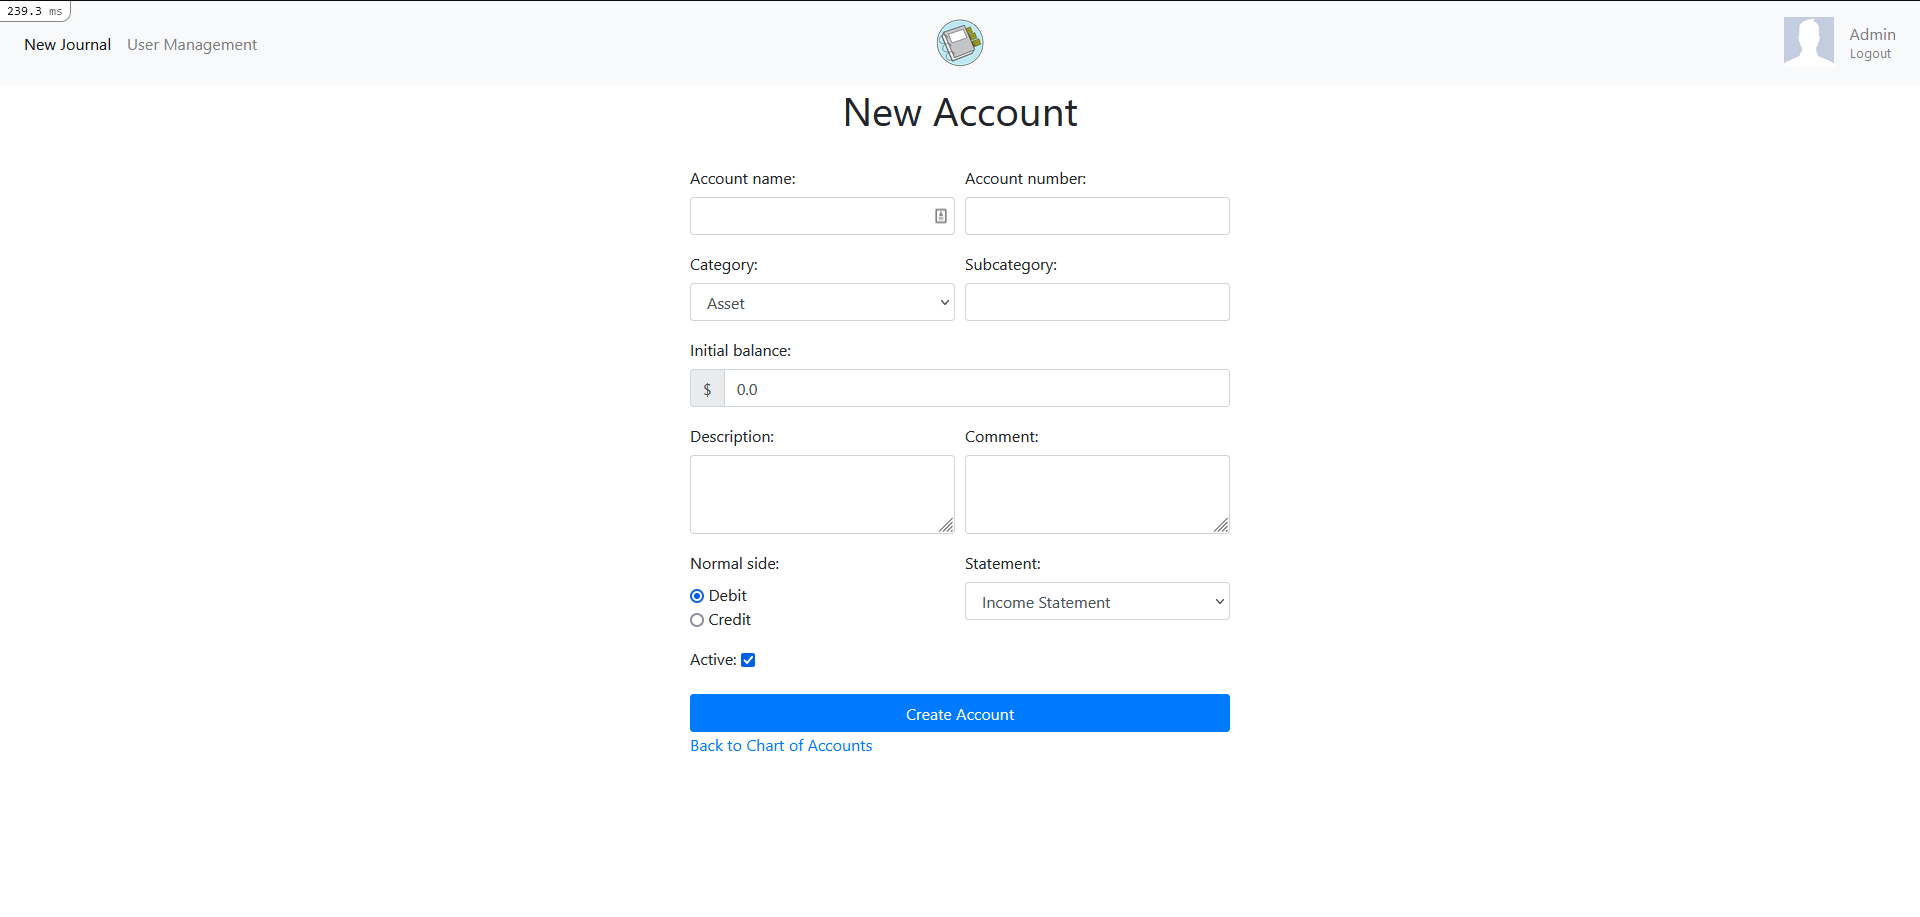 239.3 ms
New Journal User Management
Admin
Logout
New Account
Account name: Account number:
Category: Subcategory:
Asset
Initial balance:
$ 0.0
Description: Comment:
Normal side: Statement:
Debit
Income Statement
Credit
Active:
Create Account
Back to Chart of Accounts